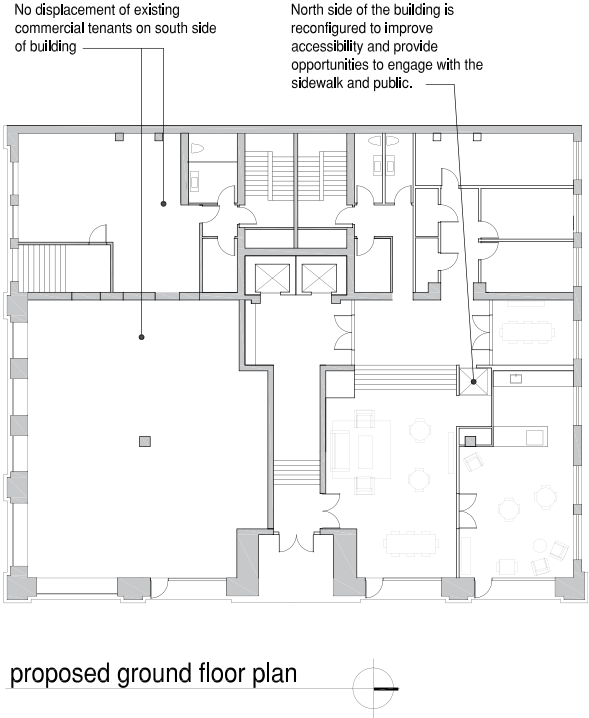 No displacement of existing
commercial tenants on south side
of building
North side of the building is
reconfigured to improve
accessibility and provide
opportunities to engage with the
sidewalk and public.
proposed ground floor plan